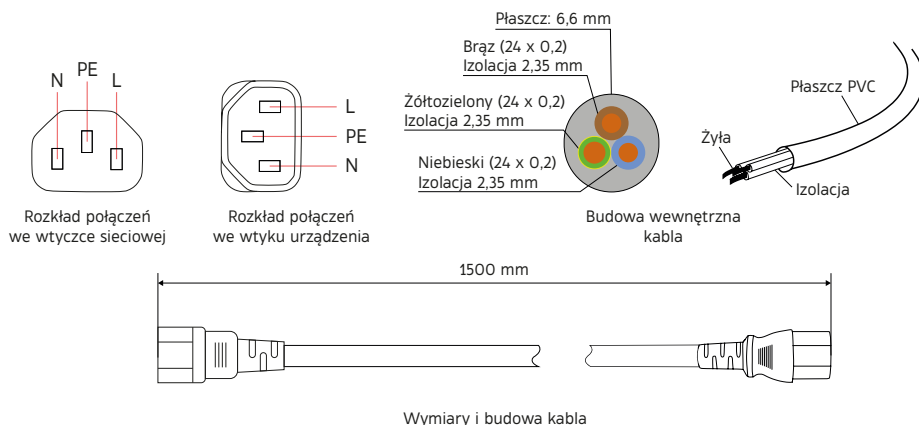 N
PE
L
Rozkład połączeń
we wtyczce sieciowej
L
PE
N
Rozkład połączeń
we wtyku urządzenia
Płaszcz: 6,6 mm
Brąz (24 x 0,2)
Izolacja 2,35 mm
Żółtozielony (24 x 0,2)
Izolacja 2,35 mm
Niebieski (24 x 0,2)
Izolacja 2,35 mm
Budowa wewnętrzna
kabla
Płaszcz PVC
Żyła
Izolacja
1500 mm
Wymiary i budowa kabla